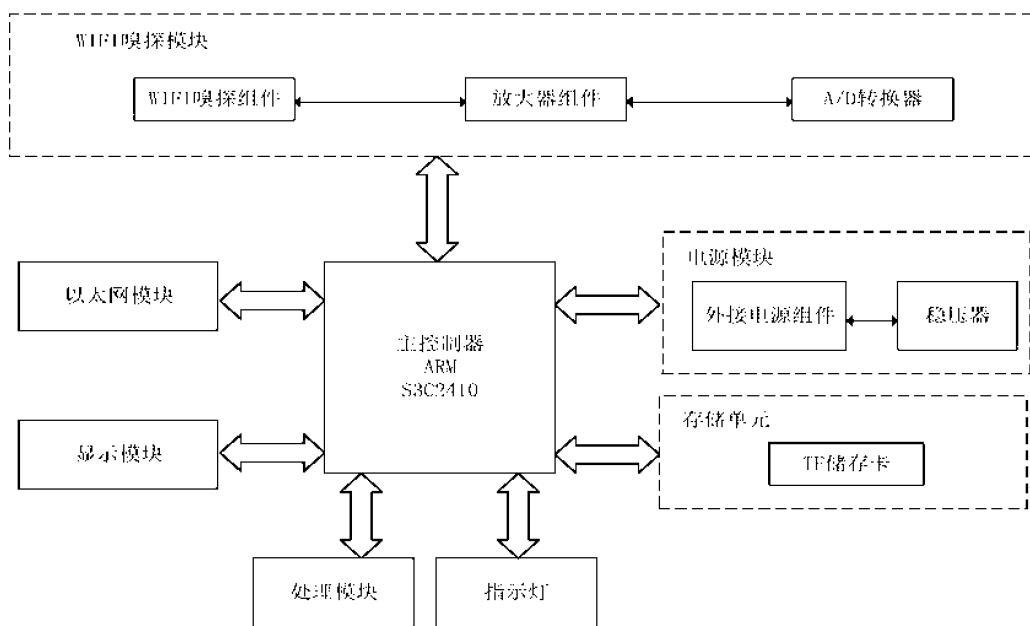 WIFI嗅探模块
WIFI嗅探组件
放大器组件
A/D转换器
以太网模块
主控制器
ARM
S3C2410
电源模块
外接电源组件
稳压器
显示模块
存储单元
TF储存卡
处理模块
指示灯